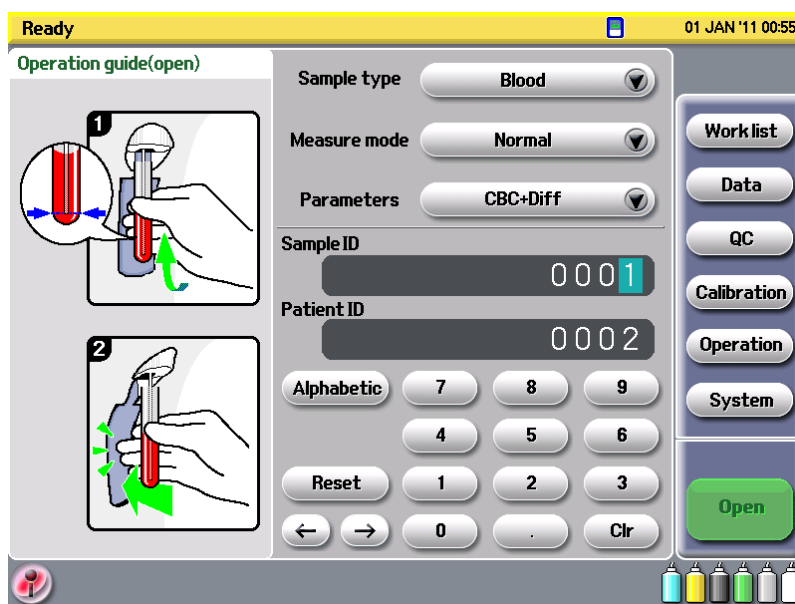 Ready
01 JAN '11 00:55
Operation guide(open)
1
2
Sample type
Blood
Measure mode
Normal
Parameters
CBC+Diff
Sample ID
0001
Patient ID
0002
Alphabetic
7
8
9
4
5
6
Reset
1
2
3
←
→
0
.
Clr
Work list
Data
QC
Calibration
Operation
System
Open